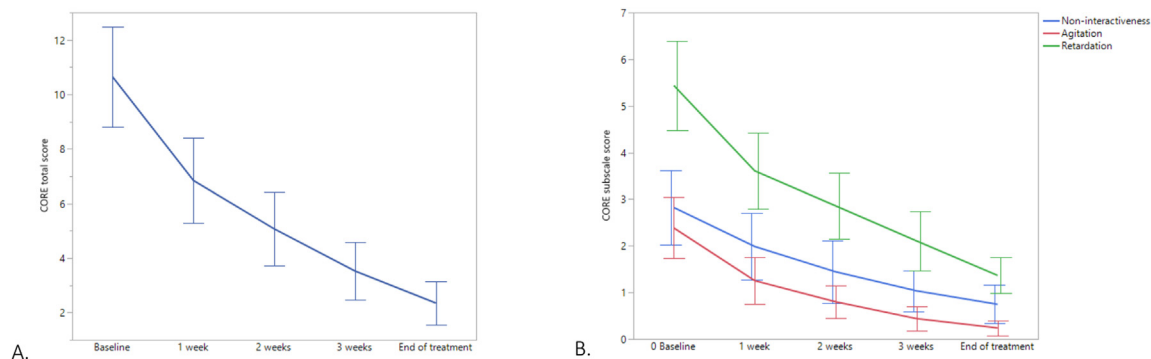 12
10
8
6
4
2
CORE total score
Baseline 1 week 2 weeks 3 weeks End of treatment
A.
7
6
5
4
3
2
1
0
CORE subscale score
0 Baseline 1 week 2 weeks 3 weeks End of treatment
B.
Non-interactiveness
Agitation
Retardation